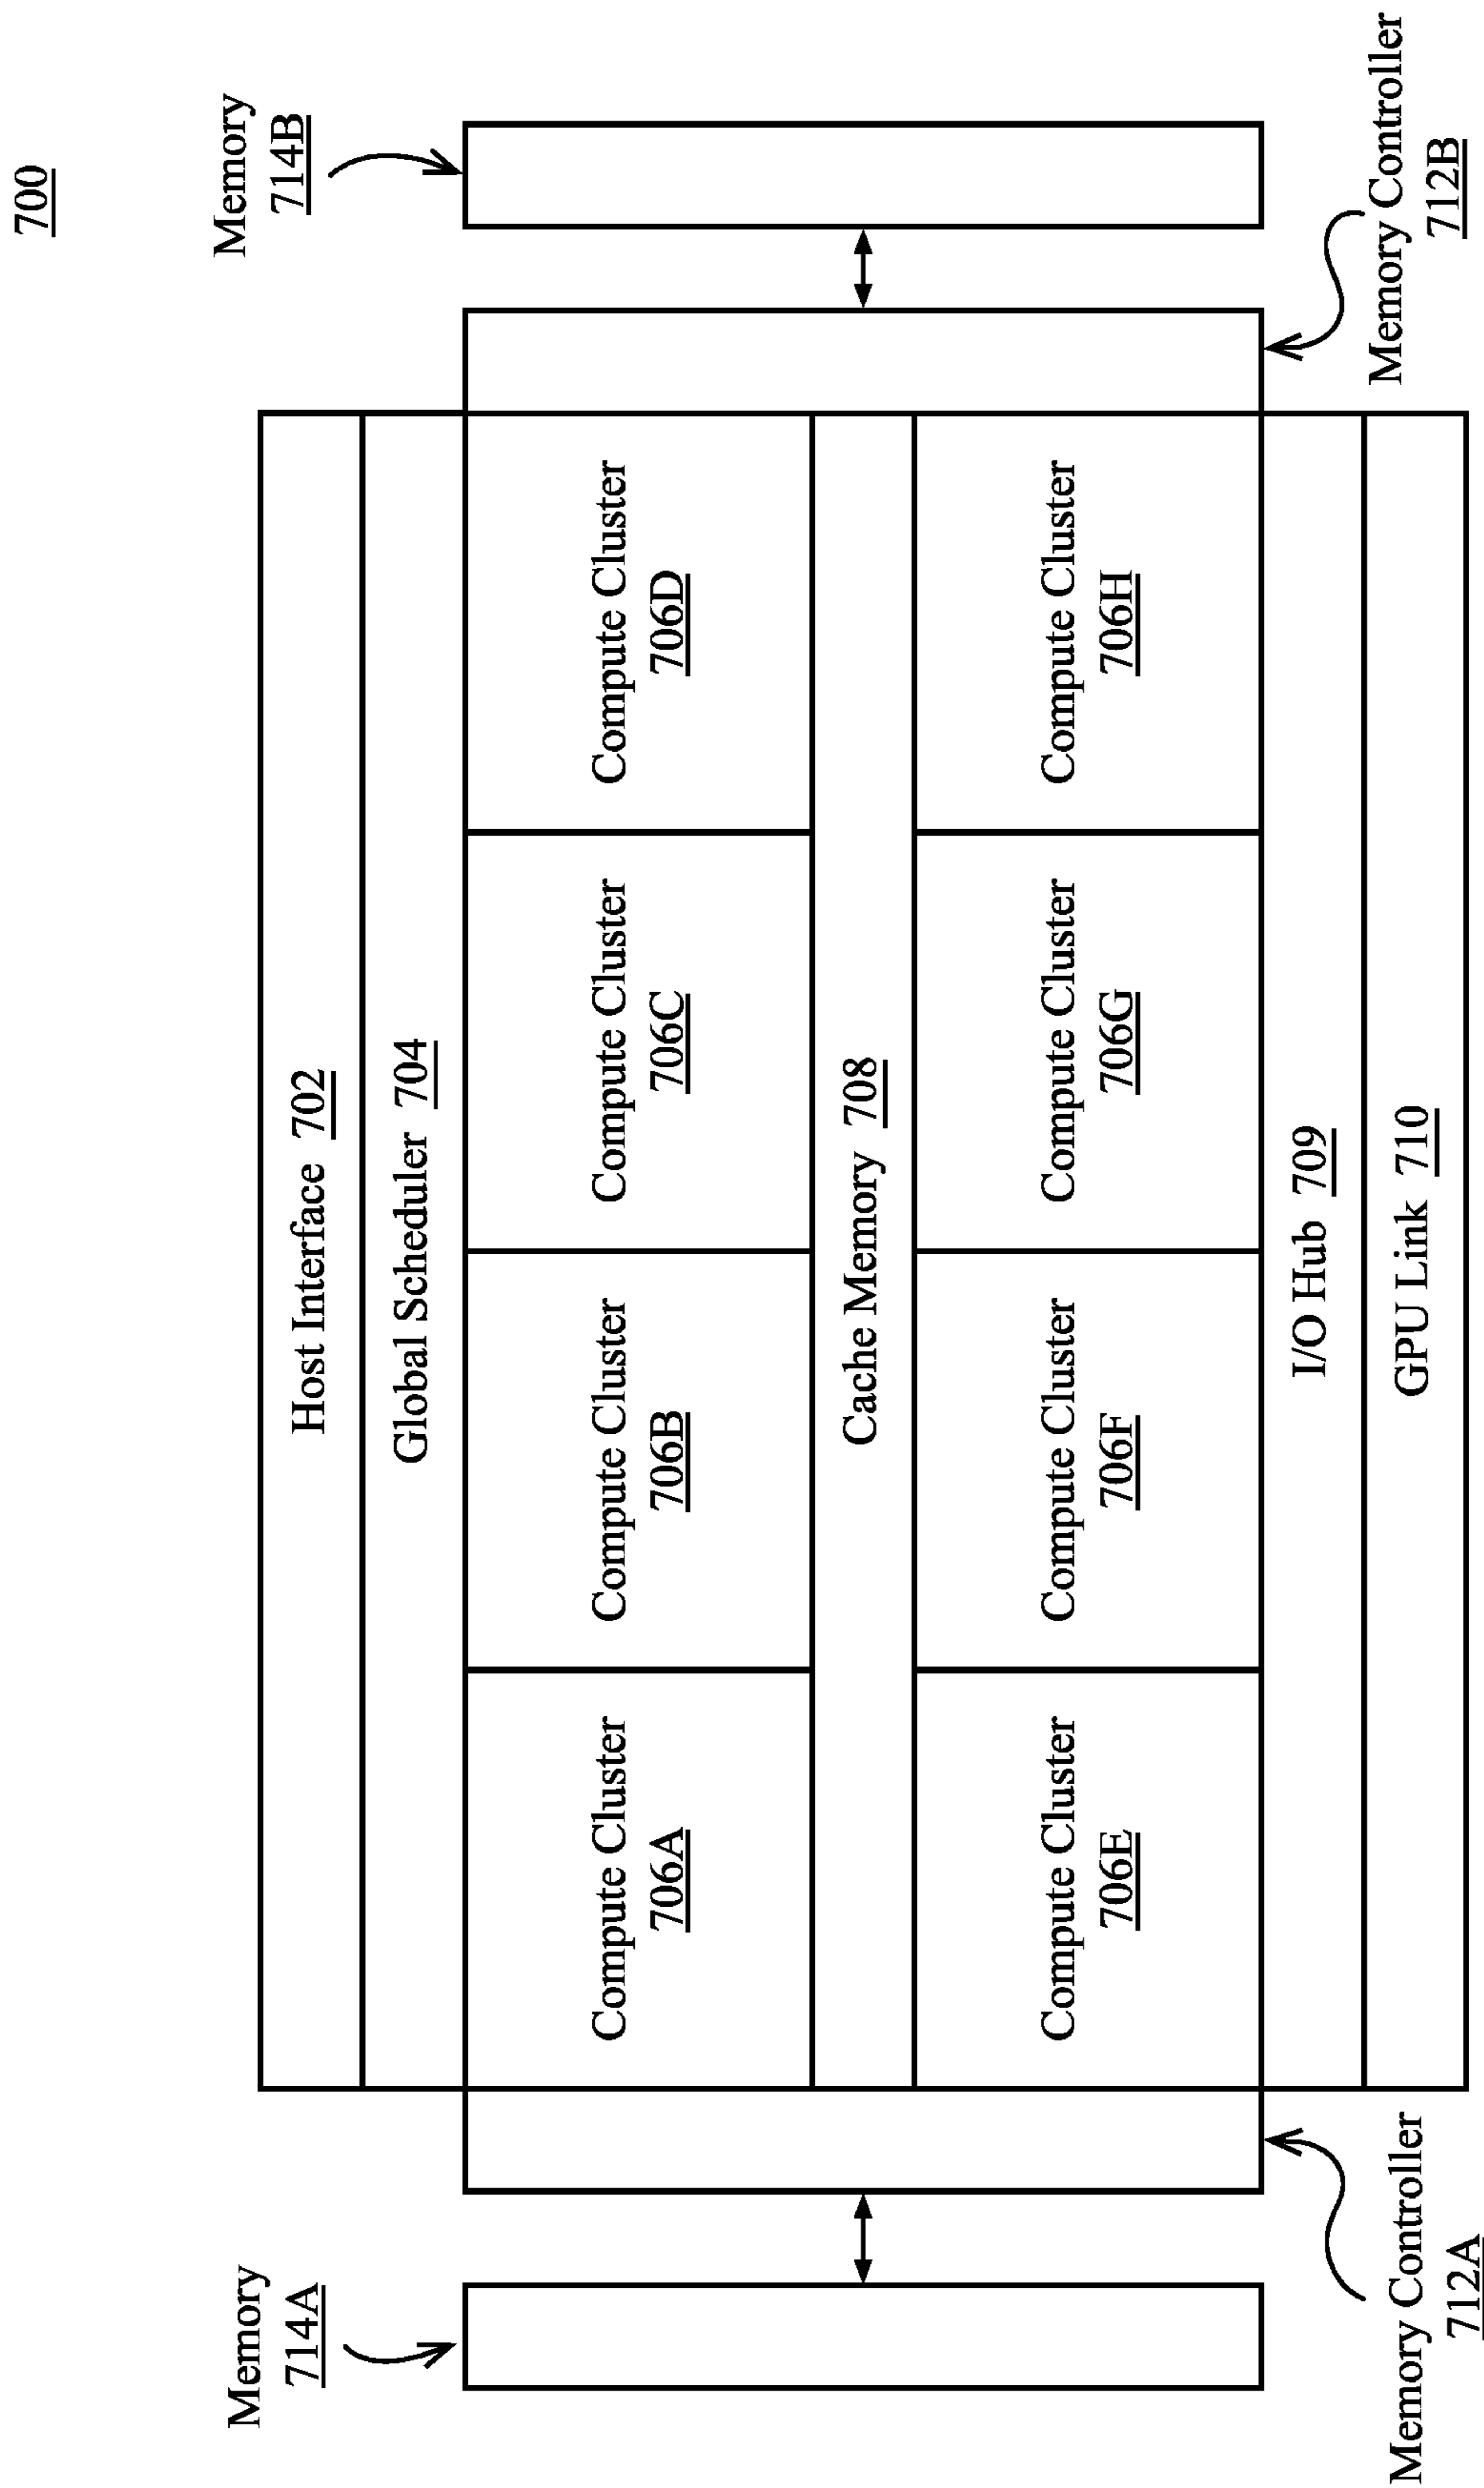 700
Memory
714A
Memory
714B
Host Interface 702
Global Scheduler 704
Compute Cluster
706A
Compute Cluster
706B
Compute Cluster
706C
Compute Cluster
706D
Cache Memory 708
Compute Cluster
706E
Compute Cluster
706F
Compute Cluster
706G
Compute Cluster
706H
I/O Hub 709
GPU Link 710
Memory Controller
712A
Memory Controller
712B